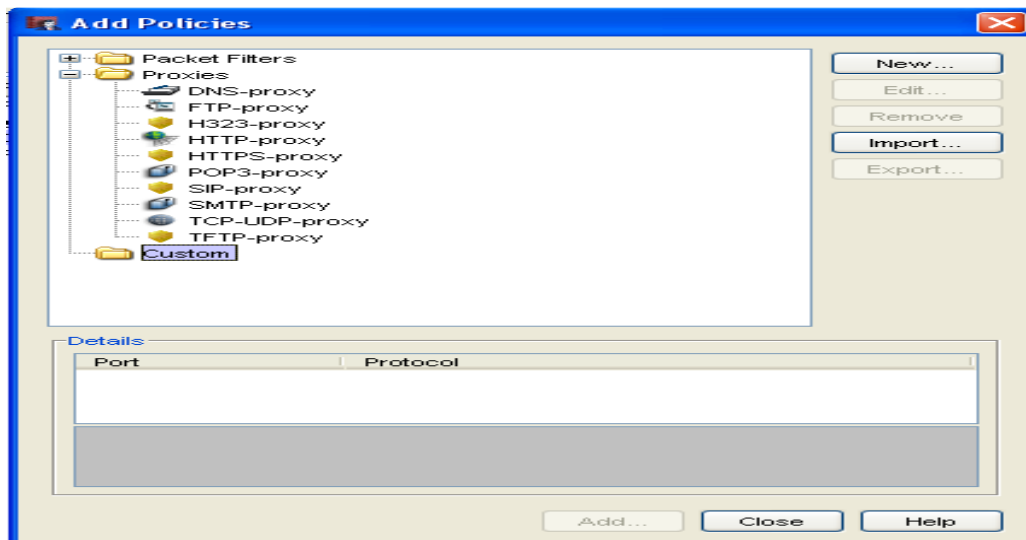 Add Policies
Packet Filters
Proxies
DNS-proxy
FTP-proxy
H323-proxy
HTTP-proxy
HTTPS-proxy
POP3-proxy
SIP-proxy
SMTP-proxy
TCP-UDP-proxy
TFTP-proxy
Custom
New...
Edit...
Remove
Import...
Export...
Details
Port Protocol
Add... Close Help